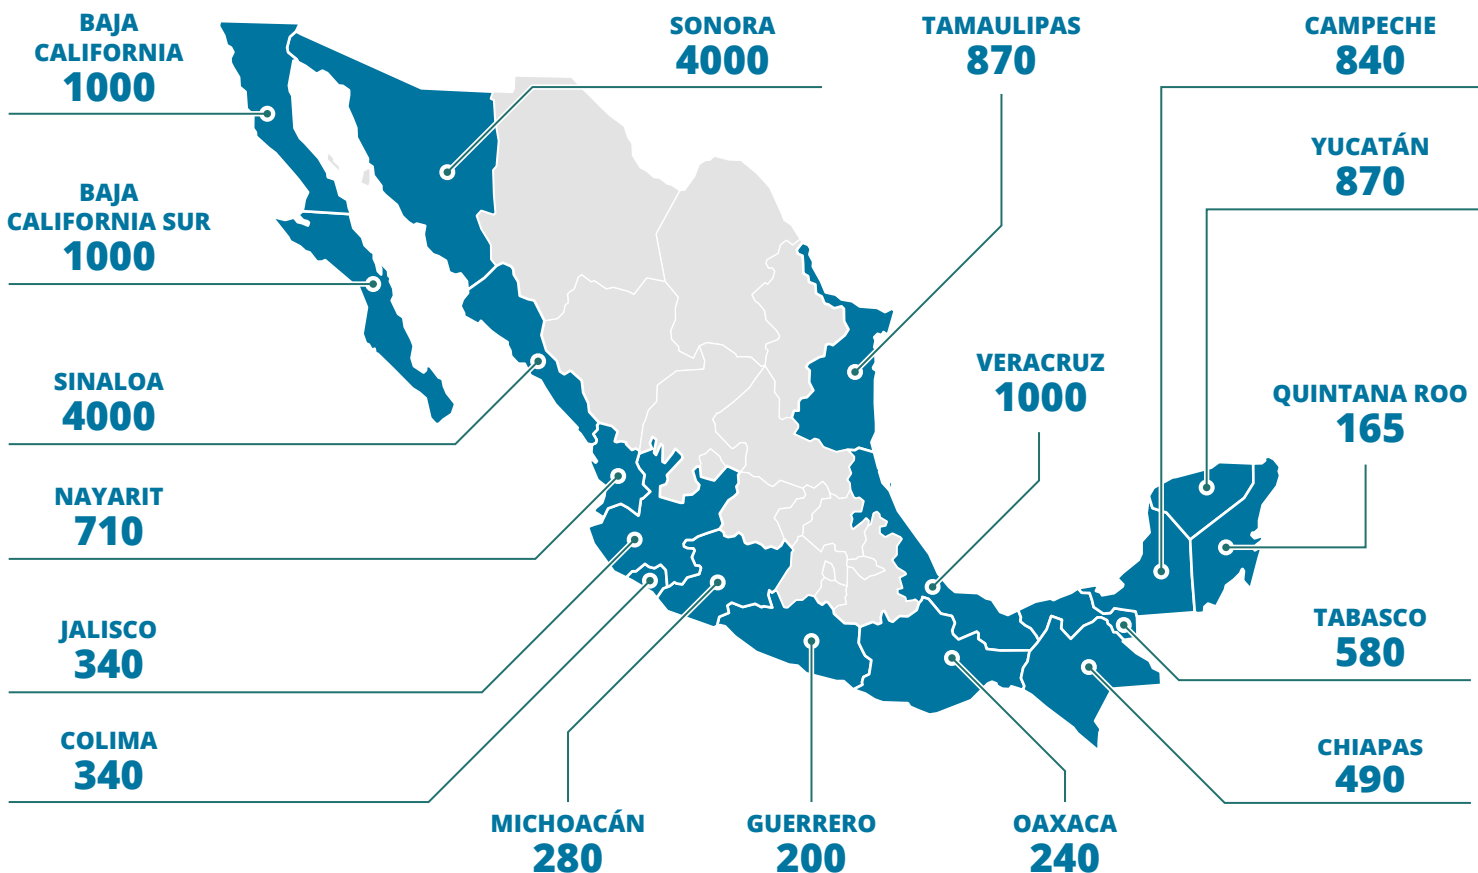 BAJA
CALIFORNIA
1000
SONORA
4000
TAMAULIPAS
870
CAMPECHE
840
YUCATÁN
870
BAJA
CALIFORNIA SUR
1000
VERACRUZ
1000
SINALOA
4000
QUINTANA ROO
165
NAYARIT
710
JALISCO
340
TABASCO
580
COLIMA
340
CHIAPAS
490
MICHOACÁN
280
GUERRERO
200
OAXACA
240